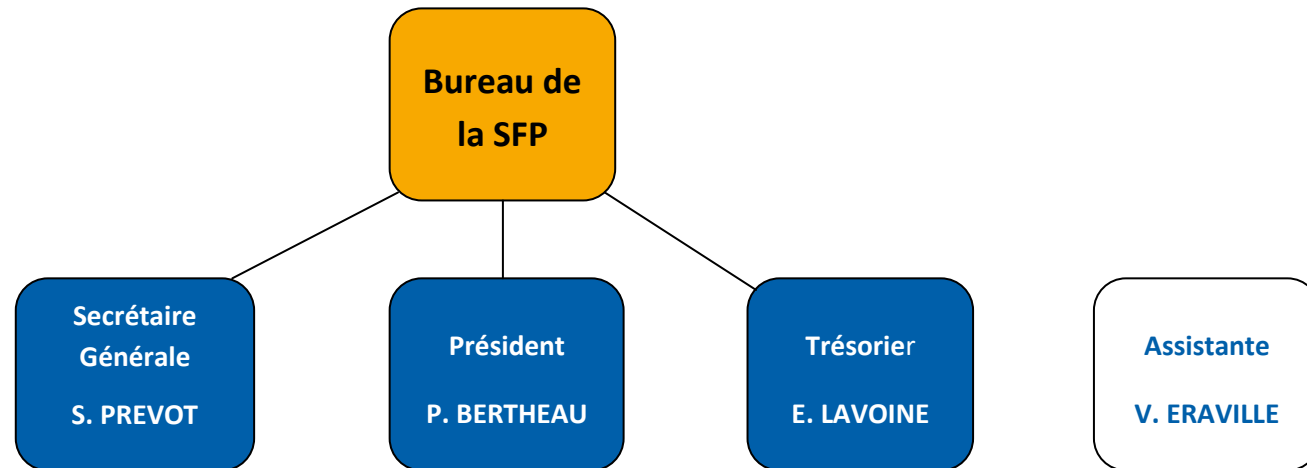 Bureau de
la SFP
Secrétaire
Générale
S. PREVOT
Président
P. BERTHEAU
Trésorier
E. LAVOINE
Assistante
V. ERAVILLE